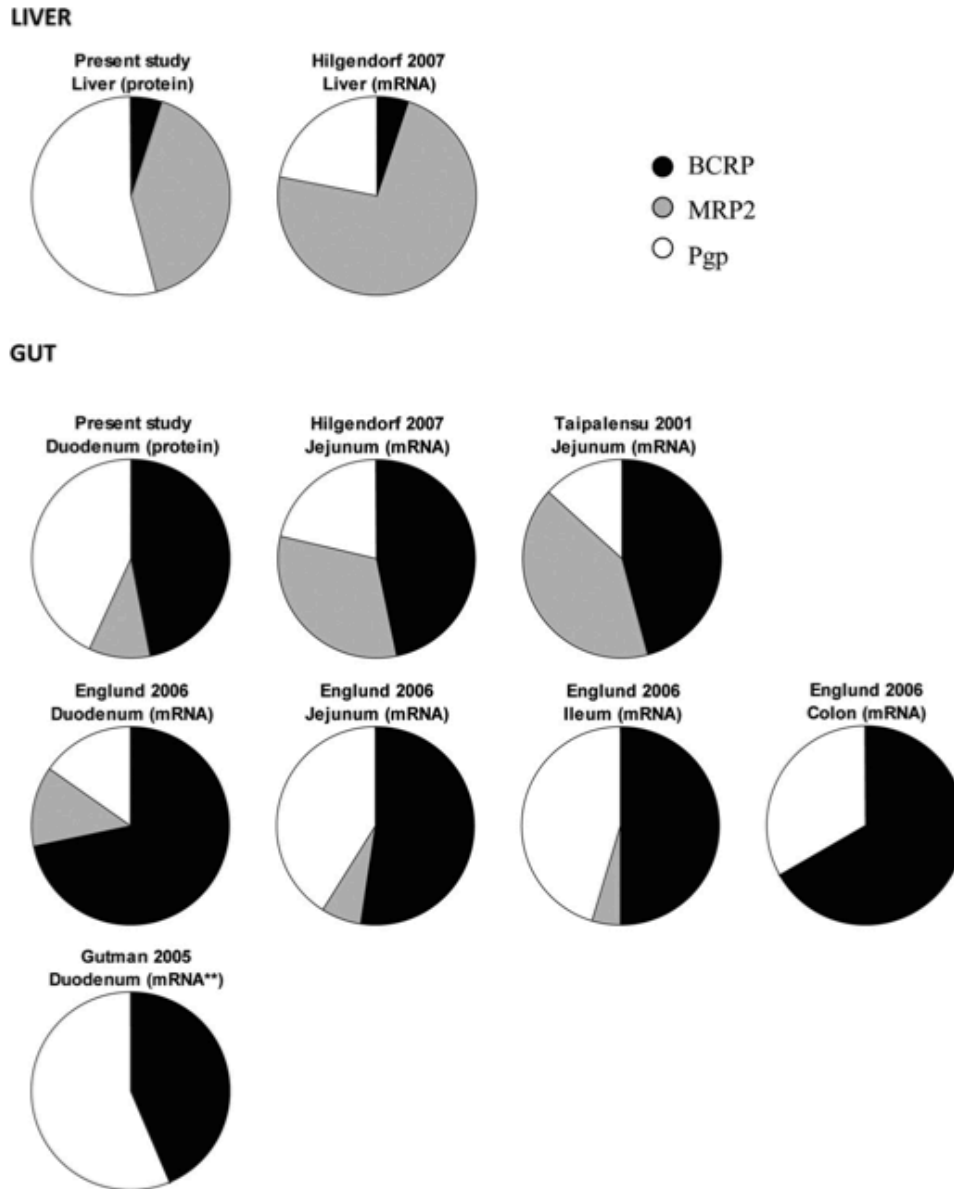 LIVER
Present study
Liver (protein)
Hilgendorf 2007
Liver (mRNA)
BCRP
MRP2
Pgp
GUT
Present study
Duodenum (protein)
Hilgendorf 2007
Jejunum (mRNA)
Taipalensu 2001
Jejunum (mRNA)
Englund 2006
Duodenum (mRNA)
Englund 2006
Jejunum (mRNA)
Englund 2006
Ileum (mRNA)
Englund 2006
Colon (mRNA)
Gutman 2005
Duodenum (mRNA**)